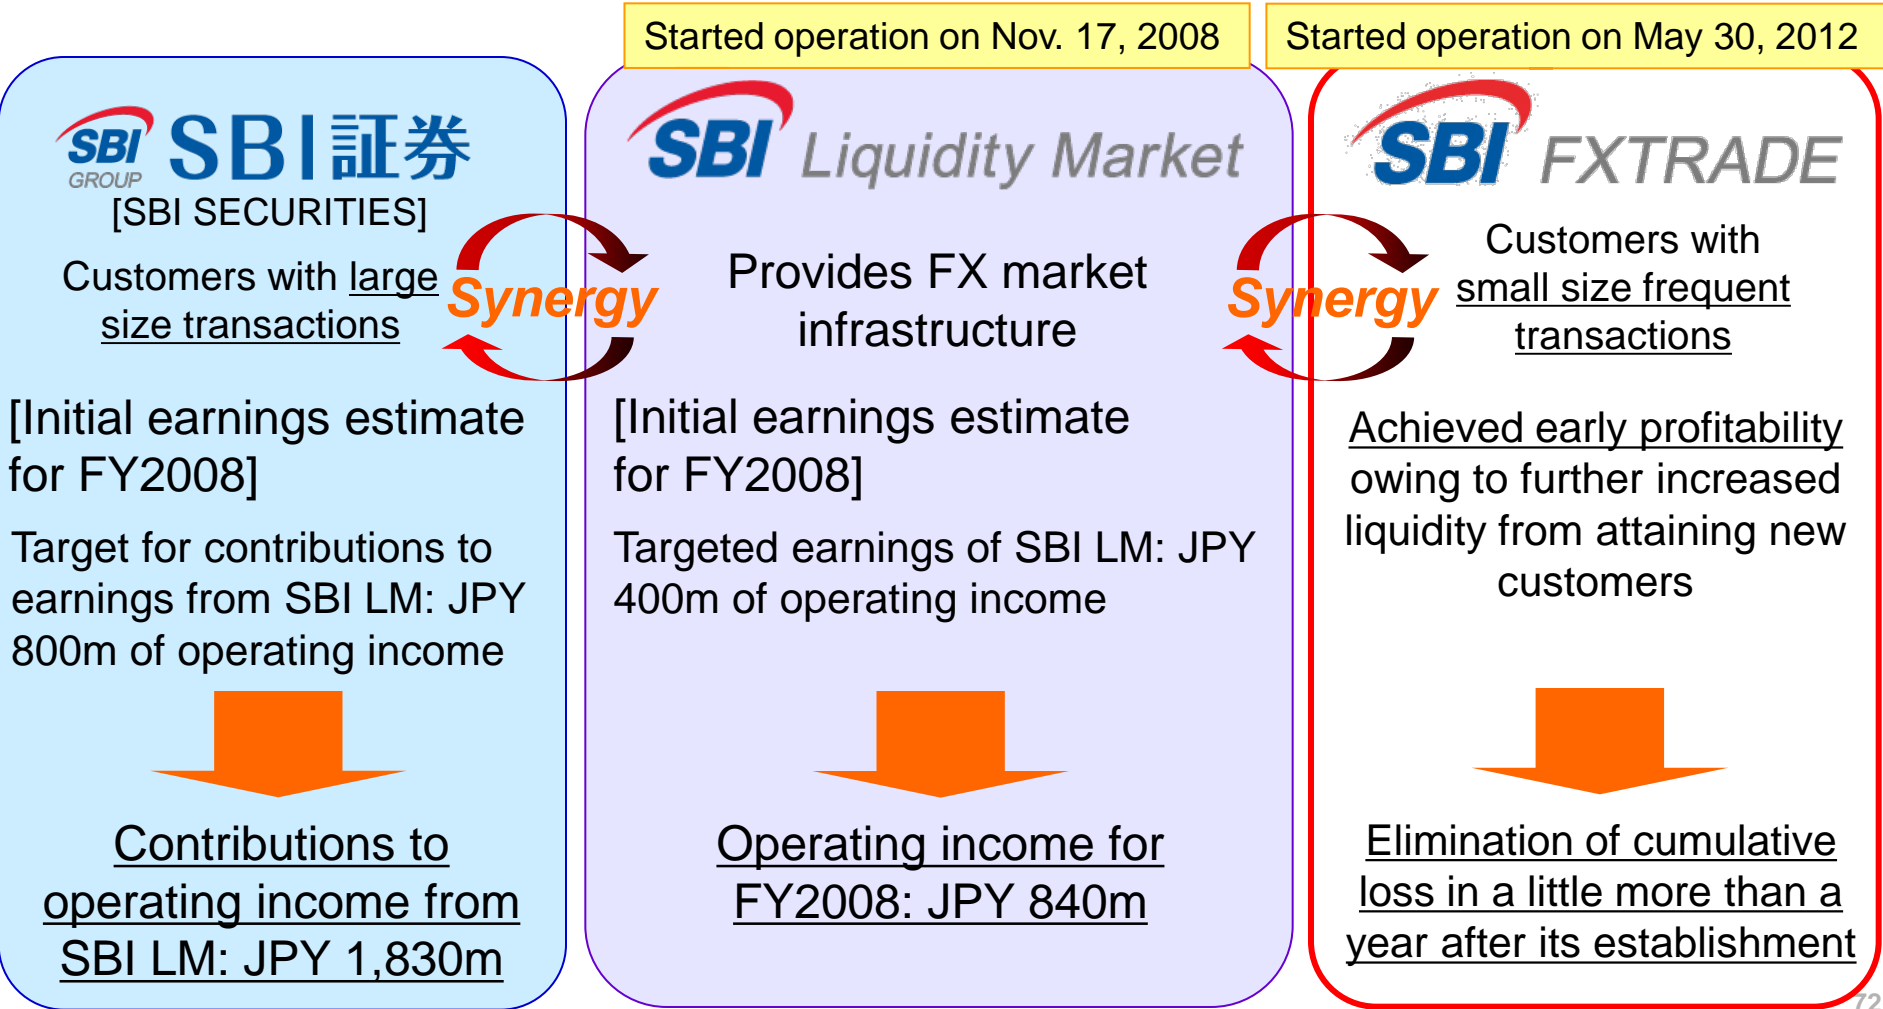 Started operation on Nov. 17, 2008
Started operation on May 30, 2012
SBI
GROUP
SBI証券
[SBI SECURITIES]
Customers with large
size transactions
[Initial earnings estimate
for FY2008]
Target for contributions to
earnings from SBI LM: JPY
800m of operating income
Contributions to
operating income from
SBI LM: JPY 1,830m
Synergy
SBI Liquidity Market
Provides FX market
infrastructure
[Initial earnings estimate
for FY2008]
Targeted earnings of SBI LM: JPY
400m of operating income
Operating income for
FY2008: JPY 840m
Synergy
SBI FXTRADE
Customers with
small size frequent
transactions
Achieved early profitability
owing to further increased
liquidity from attaining new
customers
Elimination of cumulative
loss in a little more than a
year after its establishment
72